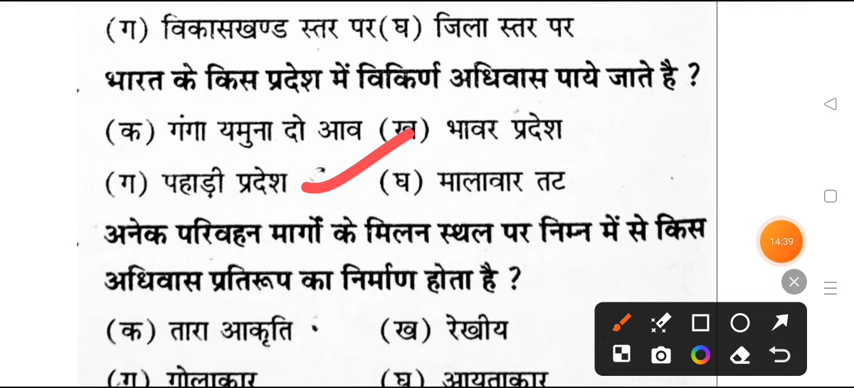 (ग) विकासखण्ड स्तर पर(घ) जिला स्तर पर
भारत के किस प्रदेश में विकिर्ण अधिवास पाये जाते है ?
(क) गंगा यमुना दो आव (ख) भावर प्रदेश
(ग) पहाड़ी प्रदेश (घ) मालावार तट
अनेक परिवहन मार्गों के मिलन स्थल पर निम्न में से किस
अधिवास प्रतिरूप का निर्माण होता है ?
(क) तारा आकृति (ख) रेखीय
(ग) गोलाकार (घ) आयताकार
14:39